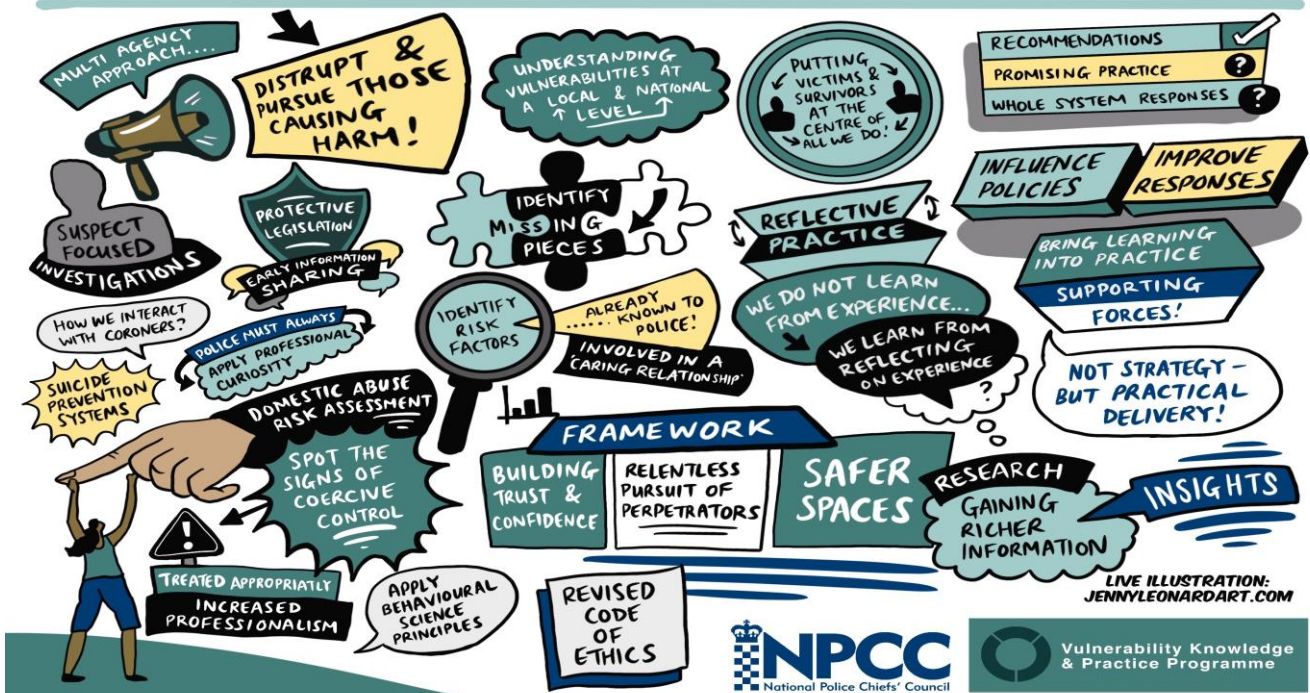 MULTI AGENCY
APPROACH....
DISTRUPT &
PURSUE THOSE
CAUSING
HARM!
UNDERSTANDING
VULNERABILITIES AT
A LOCAL & NATIONAL
↑ LEVEL ↑
PUTTING
VICTIMS &
SURVIVORS
AT THE
CENTRE OF
ALL WE DO!
RECOMMENDATIONS
PROMISING PRACTICE ?
WHOLE SYSTEM RESPONSES ?
INFLUENCE
POLICIES
IMPROVE
RESPONSES
SUSPECT
FOCUSED
INVESTIGATIONS
PROTECTIVE
LEGISLATION
EARLY INFORMATION
SHARING
IDENTIFY
MISSING
PIECES
REFLECTIVE
PRACTICE
BRING LEARNING
INTO PRACTICE
SUPPORTING
FORCES!
HOW WE INTERACT
WITH CORONERS?
POLICE MUST ALWAYS
APPLY PROFESSIONAL
CURIOSITY
IDENTIFY
RISK
FACTORS
ALREADY
...... KNOWN TO
POLICE!
INVOLVED IN A
'CARING RELATIONSHIP'
WE DO NOT LEARN
FROM EXPERIENCE...
WE LEARN FROM
REFLECTING
ON EXPERIENCE
?
NOT STRATEGY –
BUT PRACTICAL
DELIVERY!
SUICIDE
PREVENTION
SYSTEMS
DOMESTIC ABUSE
RISK ASSESSMENT
SPOT THE
SIGNS OF
COERCIVE
CONTROL
FRAMEWORK
BUILDING
TRUST &
CONFIDENCE
RELENTLESS
PURSUIT OF
PERPETRATORS
SAFER
SPACES
RESEARCH
GAINING
RICHER
INFORMATION
INSIGHTS
!
TREATED APPROPRIATLY
INCREASED
PROFESSIONALISM
APPLY
BEHAVIOURAL
SCIENCE
PRINCIPLES
REVISED
CODE
OF
ETHICS
LIVE ILLUSTRATION:
JENNYLEONARDART.COM
NPCC
National Police Chiefs' Council
Vulnerability Knowledge
& Practice Programme